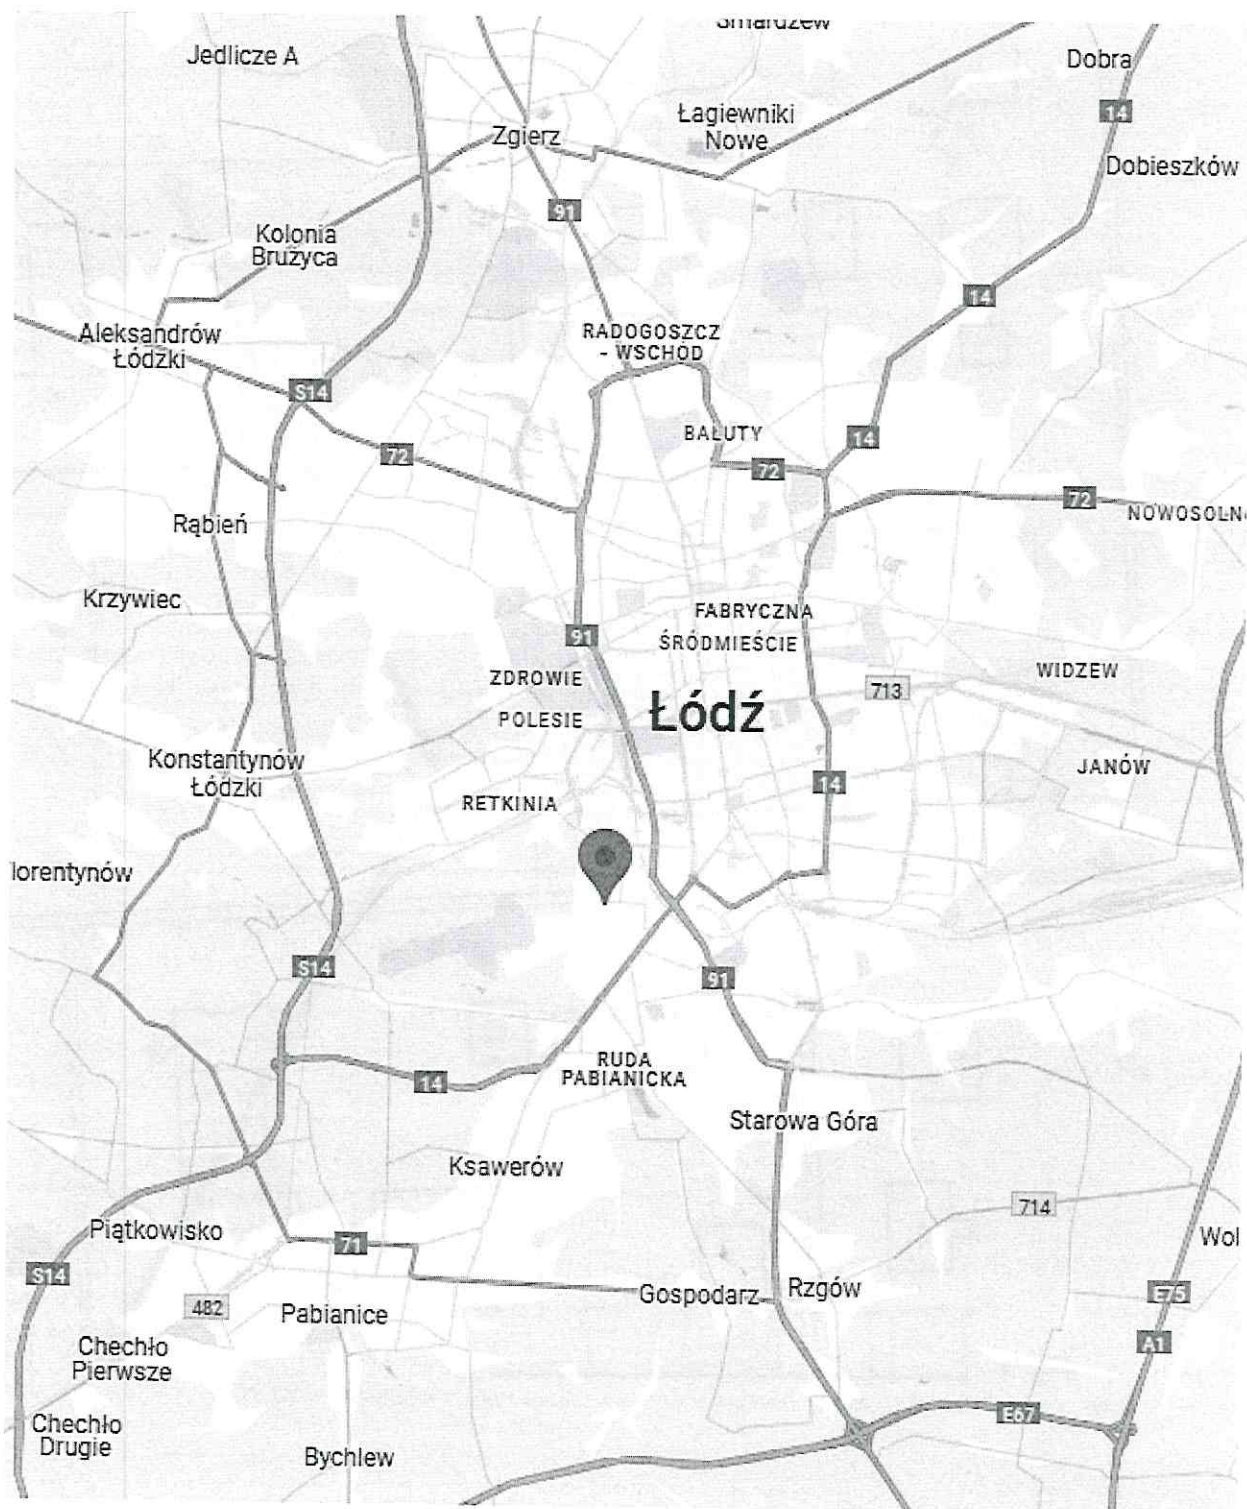 Smardzew
Jedlicze A
Dobra
14
Łagiewniki
Nowe
Zgierz
Dobieszków
91
Kolonia
Brużyca
14
Aleksandrów
Łódzki
RADOGOSZCZ
- WSCHÓD
S14
BAŁUTY
14
72
72
72
NOWOSOLN
Rąbień
Krzywiec
FABRYCZNA
91
ŚRÓDMIEŚCIE
ZDROWIE
WIDZEW
713
Łódź
POLESIE
Konstantynów
Łódzki
JANÓW
14
RETKINIA
lorentynów
S14
91
RUDA
PABIANICKA
14
Starowa Góra
Ksawerów
714
Piątkowisko
Wol
71
S14
Gospodarz
Rzgów
E75
482
Pabianice
A1
Chechło
Pierwsze
E67
Chechło
Drugie
Bychlew